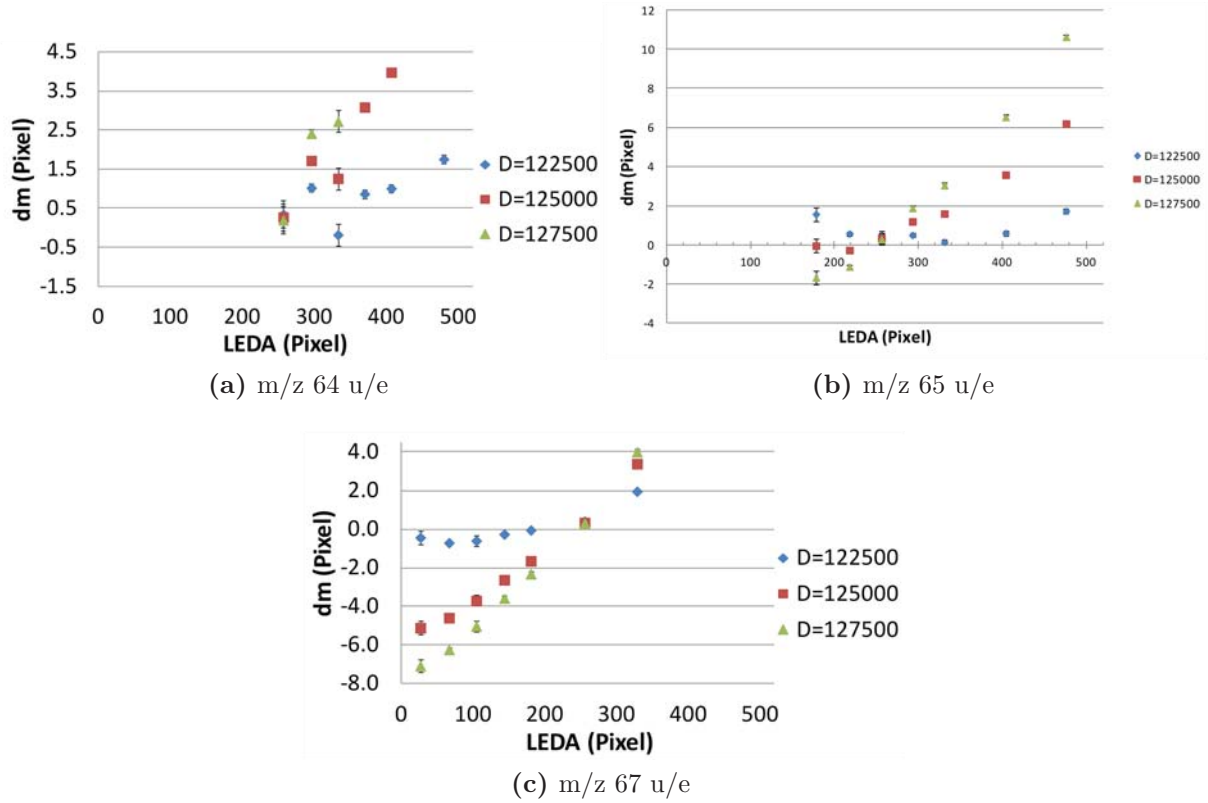 4.5
3.5
2.5
1.5
0.5
-0.5
-1.5
dm (Pixel)
0 100 200 300 400 500
LEDA (Pixel)
D=122500
D=125000
D=127500
(a) m/z 64 u/e
12
10
8
6
4
2
0
-2
-4
dm (Pixel)
0 100 200 300 400 500
LEDA (Pixel)
D=122500
D=125000
D=127500
(b) m/z 65 u/e
4.0
2.0
0.0
-2.0
-4.0
-6.0
-8.0
dm (Pixel)
0 100 200 300 400 500
LEDA (Pixel)
D=122500
D=125000
D=127500
(c) m/z 67 u/e